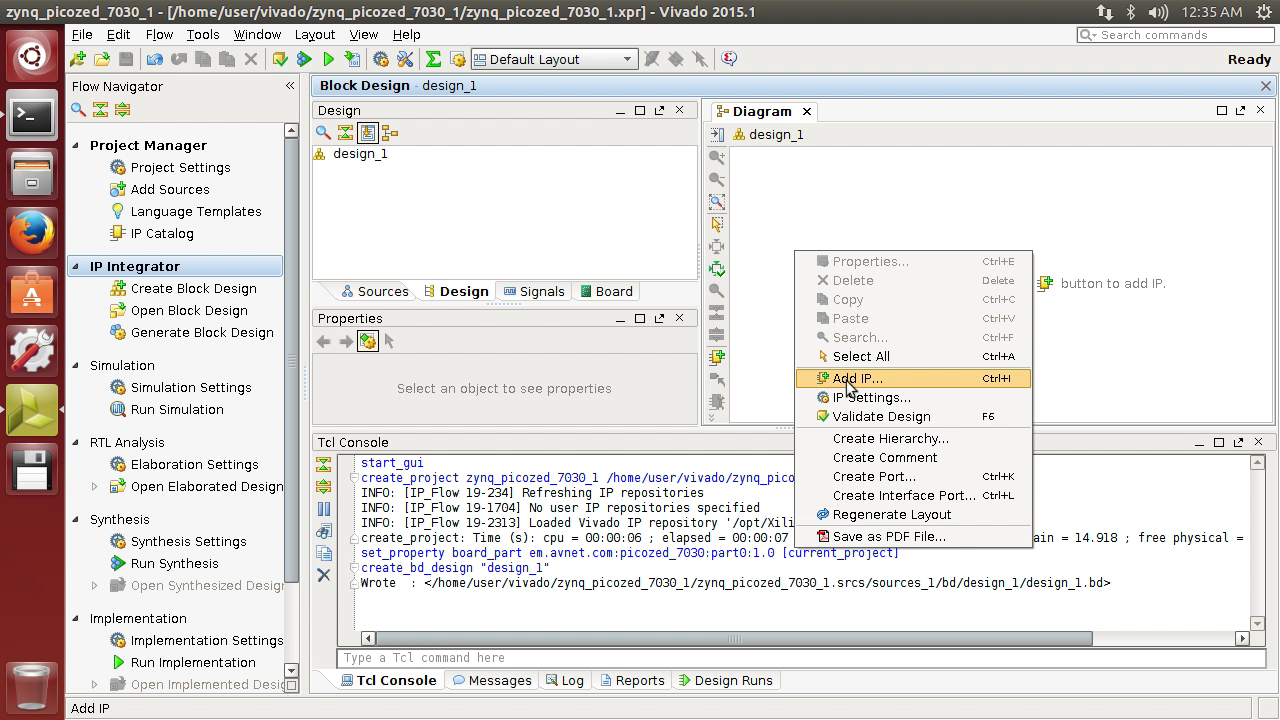 zynq_picozed_7030_1 - [/home/user/vivado/zynq_picozed_7030_1/zynq_picozed_7030_1.xpr] - Vivado 2015.1
12:35 AM
File Edit Flow Tools Window Layout View Help
Search commands
Default Layout
Ready
Flow Navigator
Project Manager
Project Settings
Add Sources
Language Templates
IP Catalog
IP Integrator
Create Block Design
Open Block Design
Generate Block Design
Simulation
Simulation Settings
Run Simulation
RTL Analysis
Elaboration Settings
Open Elaborated Design
Synthesis
Synthesis Settings
Run Synthesis
Open Synthesized Design
Implementation
Implementation Settings
Run Implementation
Open Implemented Desig
Block Design - design_1
Design
design_1
Sources Design Signals Board
Properties
Select an object to see properties
Diagram
design_1
button to add IP.
Properties... Ctrl+E
Delete Delete
Copy Ctrl+C
Paste Ctrl+V
Search... Ctrl+F
Select All Ctrl+A
Add IP... Ctrl+I
IP Settings...
Validate Design F6
Create Hierarchy...
Create Comment
Create Port... Ctrl+K
Create Interface Port... Ctrl+L
Regenerate Layout
Save as PDF File...
Tcl Console
start_gui
create_project zynq_picozed_7030_1 /home/user/vivado/zynq_pico
INFO: [IP_Flow 19-234] Refreshing IP repositories
INFO: [IP_Flow 19-1704] No user IP repositories specified
INFO: [IP_Flow 19-2313] Loaded Vivado IP repository '/opt/Xili
create_project: Time (s): cpu = 00:00:06 ; elapsed = 00:00:07 ain = 14.918 ; free physical =
set_property board_part em.avnet.com:picozed_7030:part0:1.0 [current_project]
create_bd_design "design_1"
Wrote : </home/user/vivado/zynq_picozed_7030_1/zynq_picozed_7030_1.srcs/sources_1/bd/design_1/design_1.bd>
Type a Tcl command here
Tcl Console Messages Log Reports Design Runs
Add IP